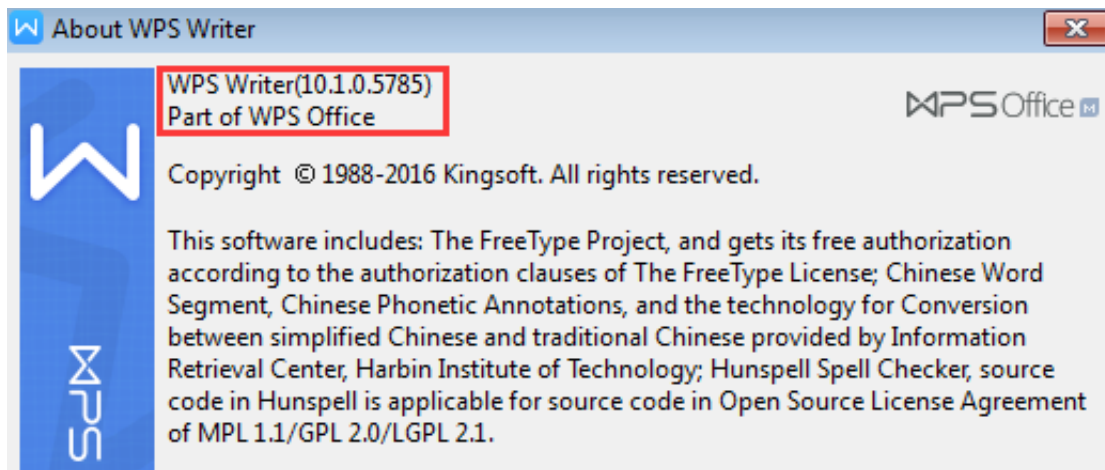 About WPS Writer
WPS Writer(10.1.0.5785)
Part of WPS Office
WPS Office M
Copyright © 1988-2016 Kingsoft. All rights reserved.
This software includes: The FreeType Project, and gets its free authorization
according to the authorization clauses of The FreeType License; Chinese Word
Segment, Chinese Phonetic Annotations, and the technology for Conversion
between simplified Chinese and traditional Chinese provided by Information
Retrieval Center, Harbin Institute of Technology; Hunspell Spell Checker, source
code in Hunspell is applicable for source code in Open Source License Agreement
of MPL 1.1/GPL 2.0/LGPL 2.1.
WPS